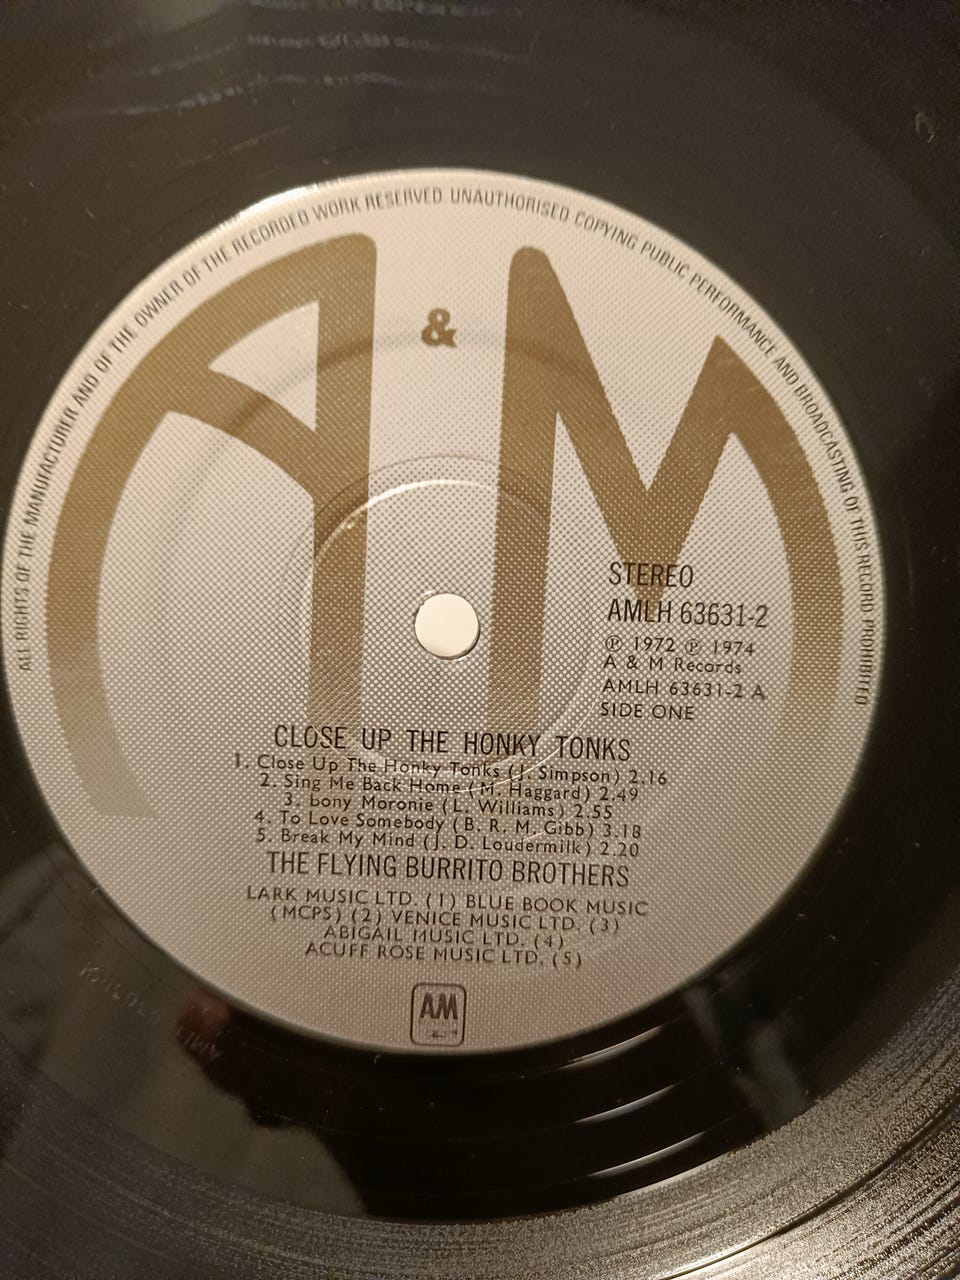 ALL RIGHTS OF THE MANUFACTURER AND OF THE OWNER OF THE RECORDED WORK RESERVED. UNAUTHORISED COPYING PUBLIC PERFORMANCE AND BROADCASTING OF THIS RECORD PROHIBITED
A & M
STEREO
AMLH 63631-2
℗ 1972 ℗ 1974
A & M Records
AMLH 63631-2 A
SIDE ONE
CLOSE UP THE HONKY TONKS
1. Close Up The Honky Tonks (J. Simpson) 2.16
2. Sing Me Back Home (M. Haggard) 2.49
3. Bony Moronie (L. Williams) 2.55
4. To Love Somebody (B. R. M. Gibb) 3.18
5. Break My Mind (J. D. Loudermilk) 2.20
THE FLYING BURRITO BROTHERS
LARK MUSIC LTD. (1) BLUE BOOK MUSIC
(MCPS) (2) VENICE MUSIC LTD. (3)
ABIGAIL MUSIC LTD. (4)
ACUFF ROSE MUSIC LTD. (5)
AM